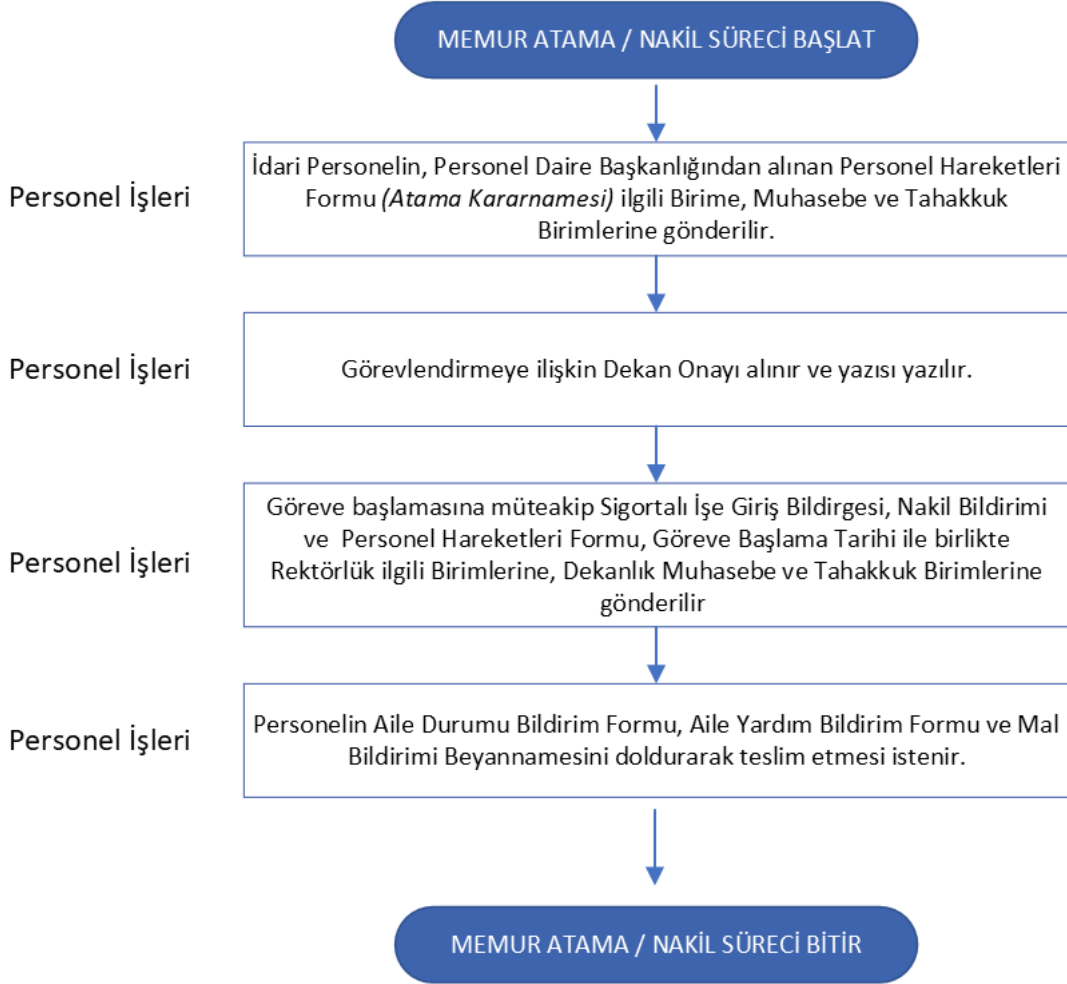 MEMUR ATAMA / NAKİL SÜRECİ BAŞLAT
Personel İşleri
İdari Personelin, Personel Daire Başkanlığından alınan Personel Hareketleri
Formu (Atama Kararnamesi) ilgili Birime, Muhasebe ve Tahakkuk
Birimlerine gönderilir.
Personel İşleri
Görevlendirmeye ilişkin Dekan Onayı alınır ve yazısı yazılır.
Personel İşleri
Göreve başlamasına müteakip Sigortalı İşe Giriş Bildirgesi, Nakil Bildirimi
ve Personel Hareketleri Formu, Göreve Başlama Tarihi ile birlikte
Rektörlük ilgili Birimlerine, Dekanlık Muhasebe ve Tahakkuk Birimlerine
gönderilir
Personel İşleri
Personelin Aile Durumu Bildirim Formu, Aile Yardım Bildirim Formu ve Mal
Bildirimi Beyannamesini doldurarak teslim etmesi istenir.
MEMUR ATAMA / NAKİL SÜRECİ BİTİR